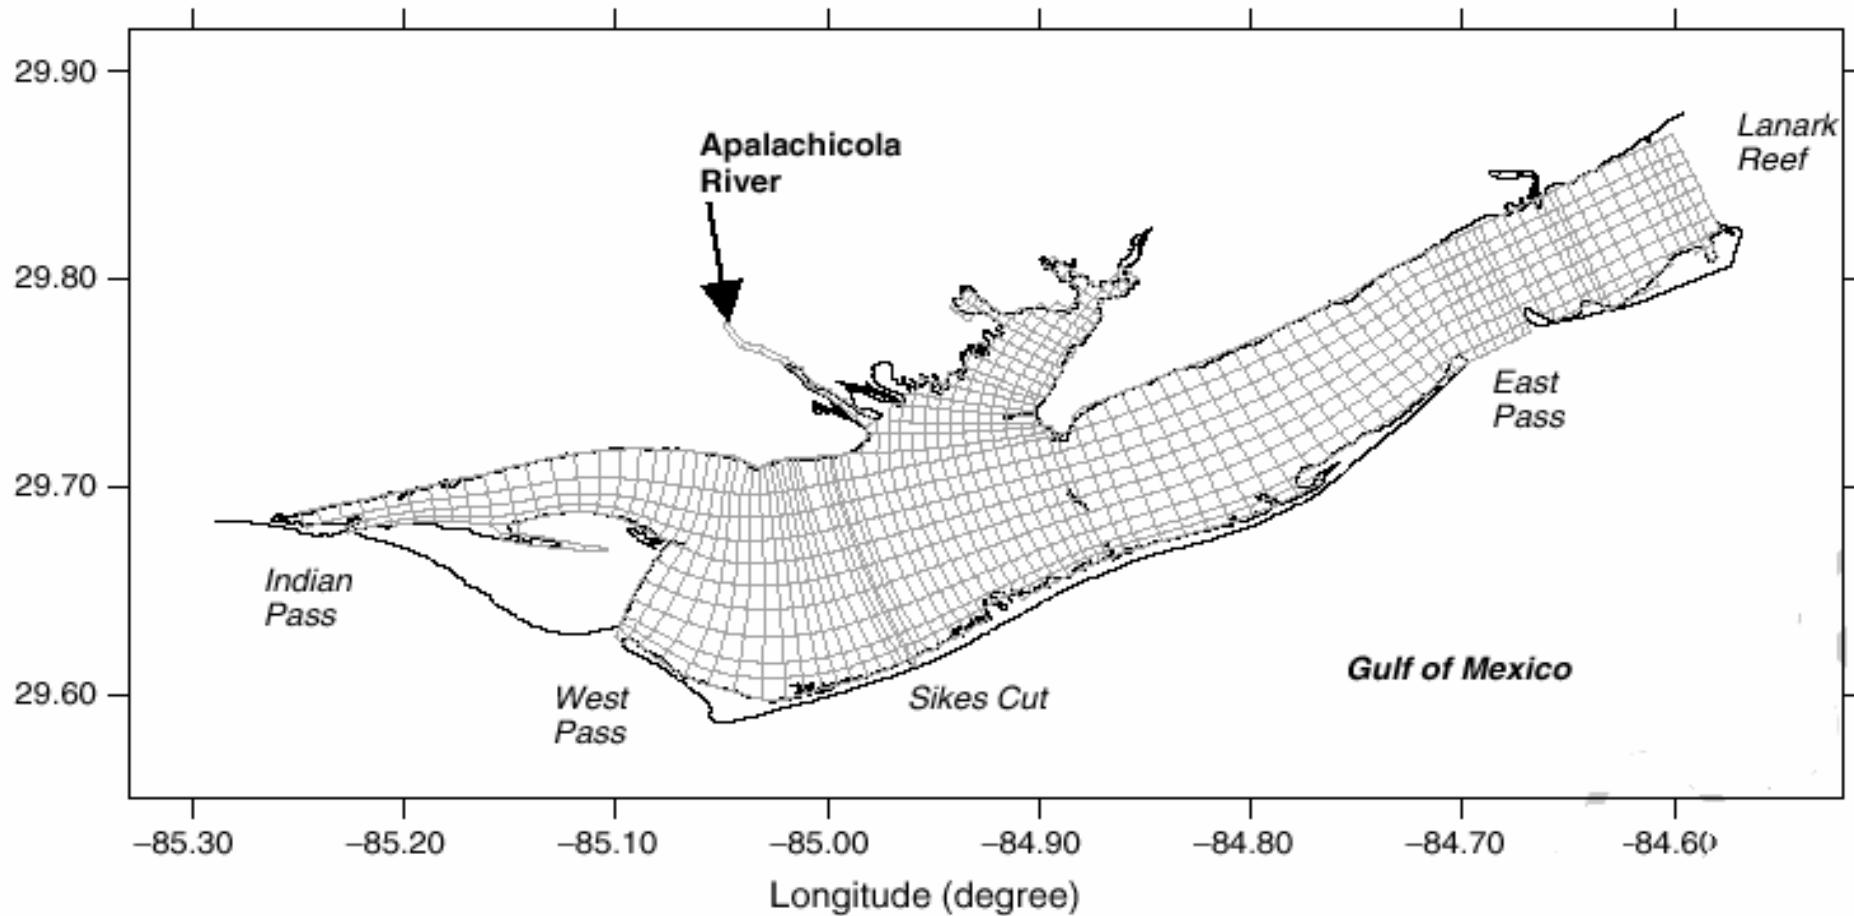 29.90
29.80
29.70
29.60
Apalachicola
River
Lanark
Reef
East
Pass
Indian
Pass
West
Pass
Sikes Cut
Gulf of Mexico
–85.30
–85.20
–85.10
–85.00
–84.90
–84.80
–84.70
–84.60
Longitude (degree)